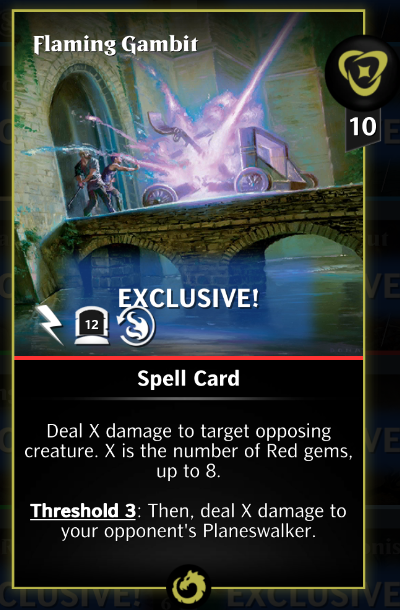 Flaming Gambit
10
EXCLUSIVE!
12
Spell Card
Deal X damage to target opposing
creature. X is the number of Red gems,
up to 8.
Threshold 3: Then, deal X damage to
your opponent's Planeswalker.